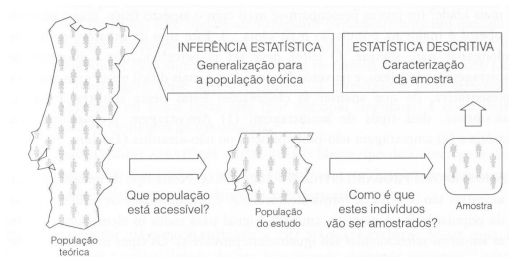 INFERÊNCIA ESTATÍSTICA
Generalização para
a população teórica
ESTATÍSTICA DESCRITIVA
Caracterização
da amostra
Que população
está acessível?
Como é que
estes indivíduos
vão ser amostrados?
População
teórica
População
do estudo
Amostra